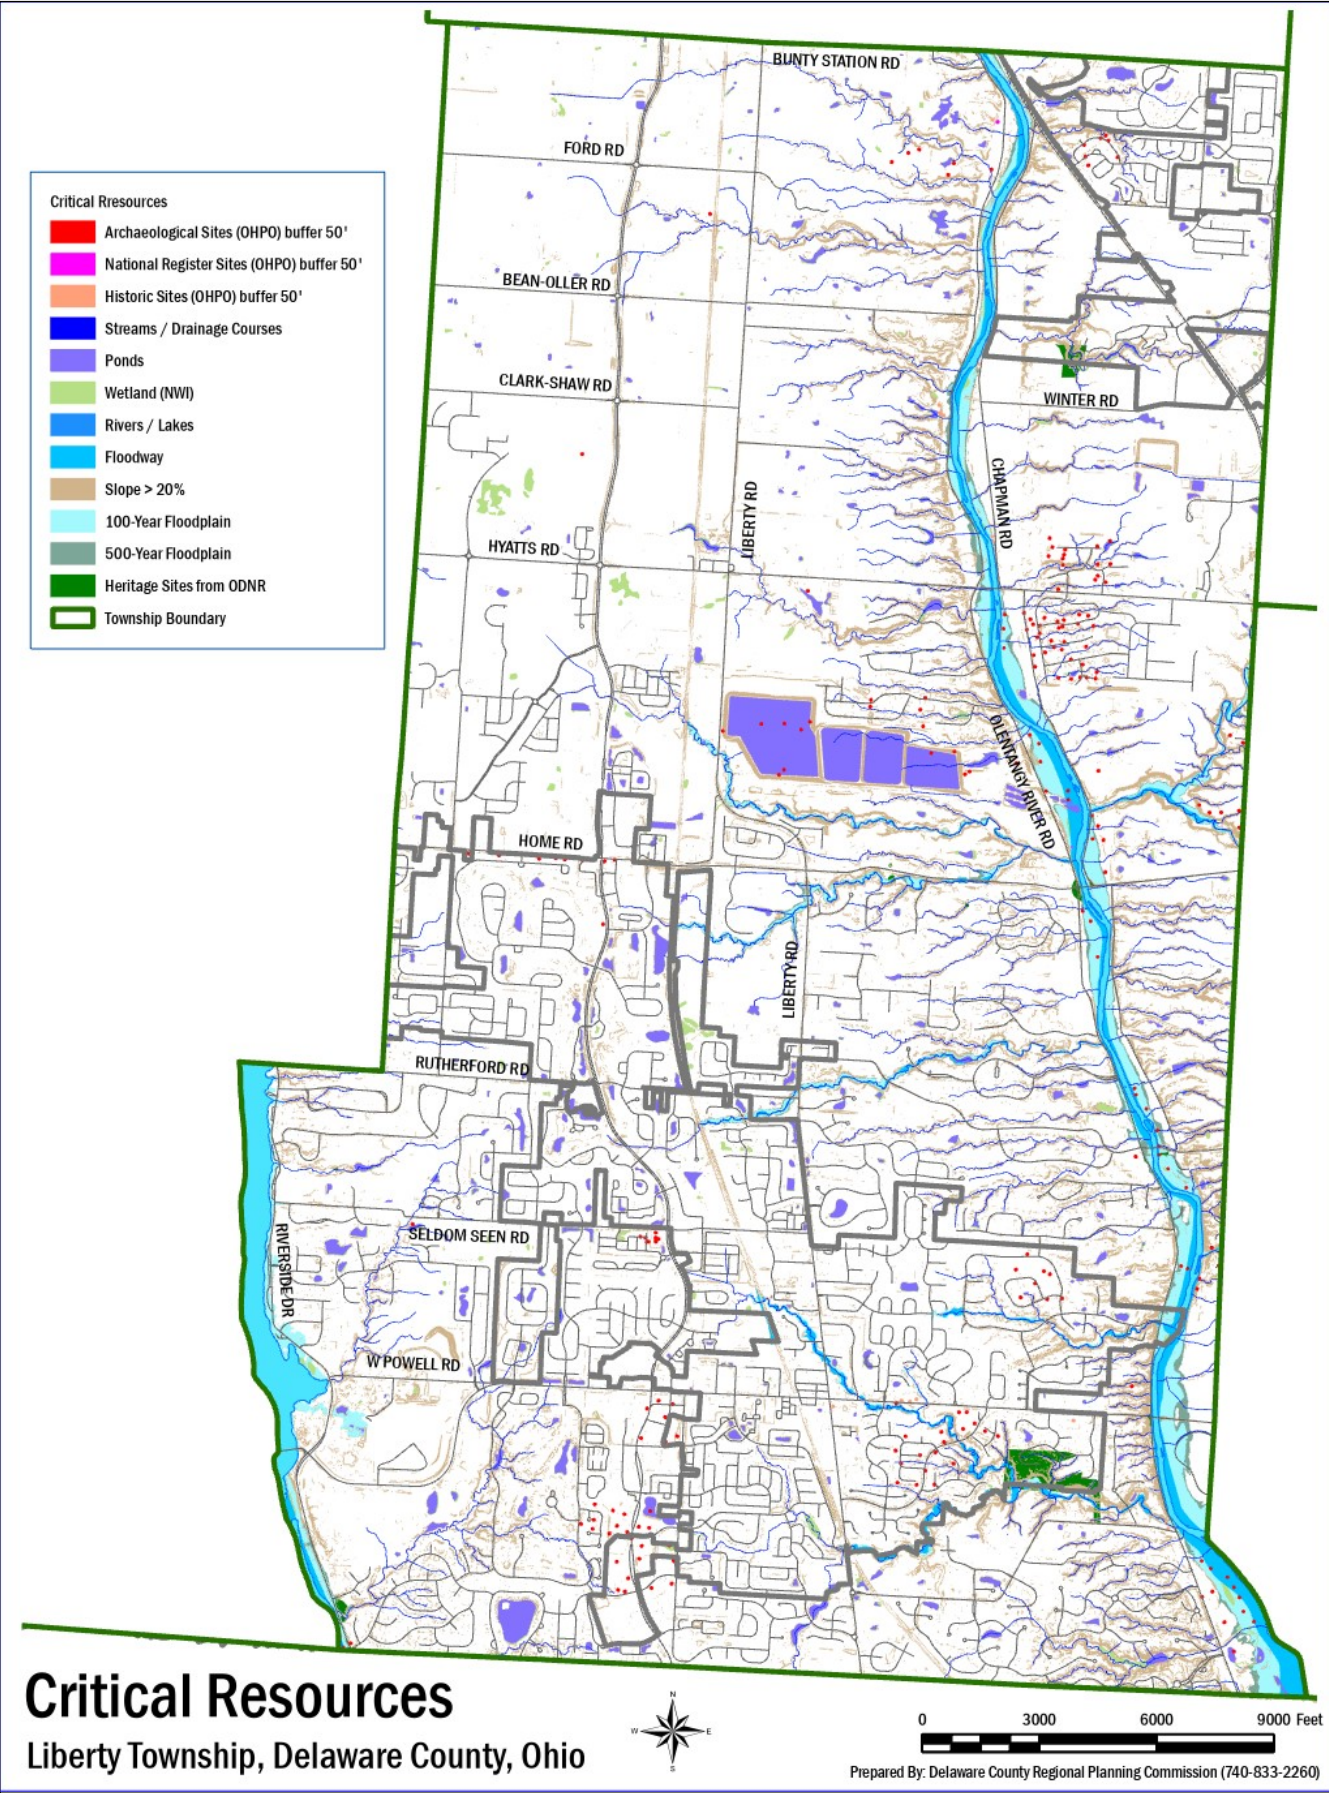 BUNTY STATION RD
FORD RD
Critical Rresources
Archaeological Sites (OHPO) buffer 50'
National Register Sites (OHPO) buffer 50'
Historic Sites (OHPO) buffer 50'
Streams / Drainage Courses
Ponds
Wetland (NWI)
Rivers / Lakes
Floodway
Slope > 20%
100-Year Floodplain
500-Year Floodplain
Heritage Sites from ODNR
Township Boundary
BEAN-OLLER RD
CLARK-SHAW RD
WINTER RD
CHAPMAN RD
LIBERTY RD
HYATTS RD
OLENTANGY RIVER RD
HOME RD
LIBERTY RD
RUTHERFORD RD
SELDOM SEEN RD
RIVERSIDE DR
W POWELL RD
Critical Resources
Liberty Township, Delaware County, Ohio
N
W E
S
0 3000 6000 9000 Feet
Prepared By: Delaware County Regional Planning Commission (740-833-2260)